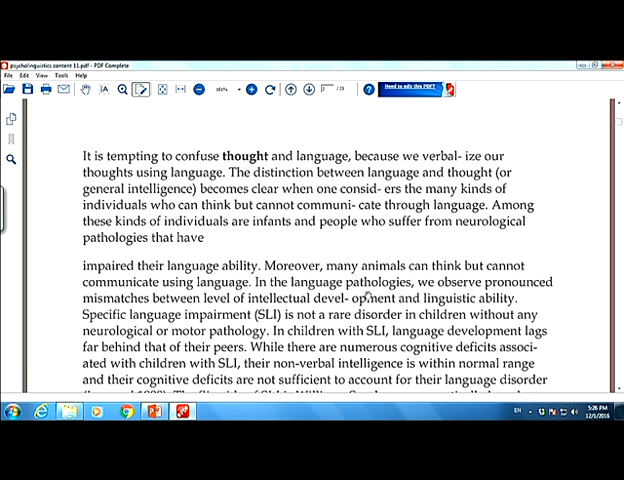 psycholinguistics content 11.pdf - PDF Complete
File Edit View Tools Help
2 / 25
Need to edit this PDF?
It is tempting to confuse thought and language, because we verbal- ize our
thoughts using language. The distinction between language and thought (or
general intelligence) becomes clear when one consid- ers the many kinds of
individuals who can think but cannot communi- cate through language. Among
these kinds of individuals are infants and people who suffer from neurological
pathologies that have
impaired their language ability. Moreover, many animals can think but cannot
communicate using language. In the language pathologies, we observe pronounced
mismatches between level of intellectual devel- opment and linguistic ability.
Specific language impairment (SLI) is not a rare disorder in children without any
neurological or motor pathology. In children with SLI, language development lags
far behind that of their peers. While there are numerous cognitive deficits associ-
ated with children with SLI, their non-verbal intelligence is within normal range
and their cognitive deficits are not sufficient to account for their language disorder
EN
5:26 PM
12/1/2016